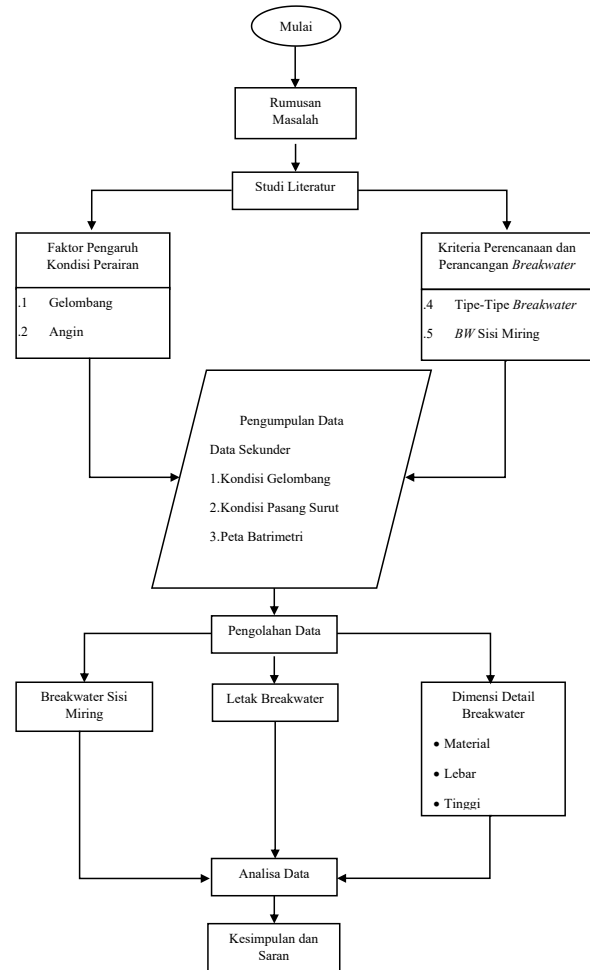 Mulai
Rumusan
Masalah
Studi Literatur
Faktor Pengaruh
Kondisi Perairan
.1 Gelombang
.2 Angin
Kriteria Perencanaan dan
Perancangan Breakwater
.4 Tipe-Tipe Breakwater
.5 BW Sisi Miring
Pengumpulan Data
Data Sekunder
1.Kondisi Gelombang
2.Kondisi Pasang Surut
3.Peta Batrimetri
Pengolahan Data
Breakwater Sisi
Miring
Letak Breakwater
Dimensi Detail
Breakwater
• Material
• Lebar
• Tinggi
Analisa Data
Kesimpulan dan
Saran